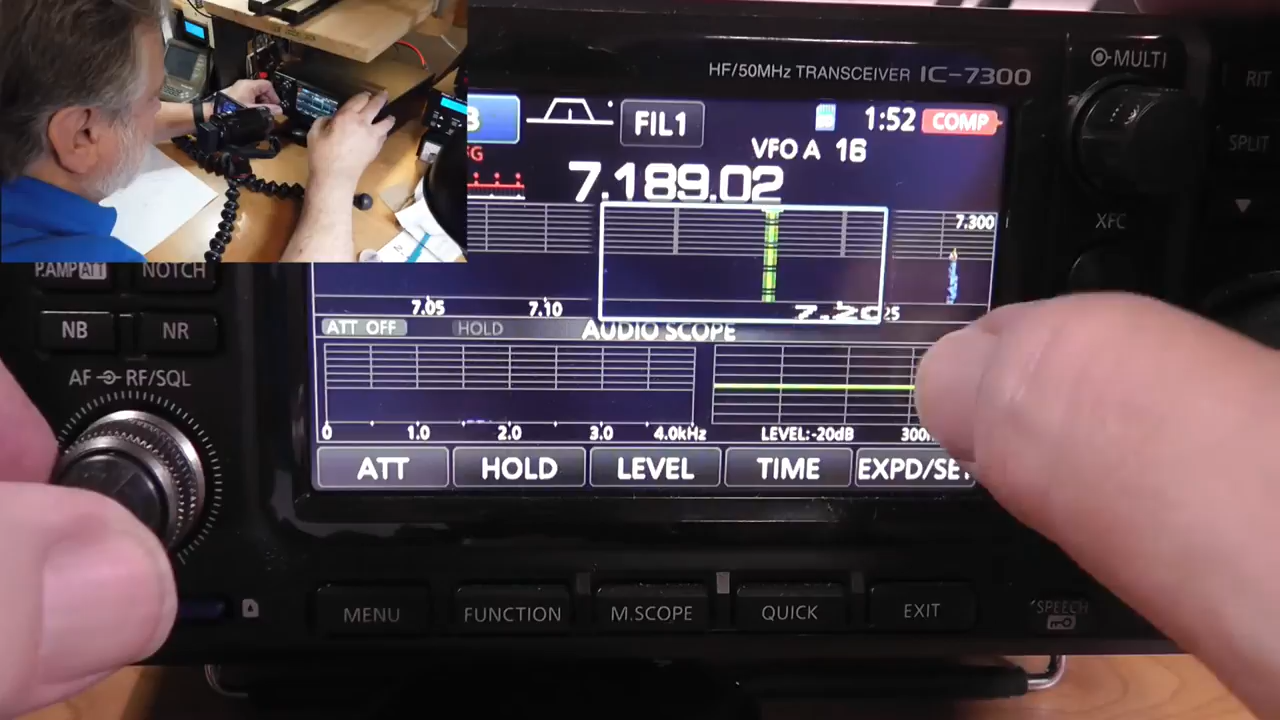 HF/50MHz TRANSCEIVER IC-7300
MULTI
RIT
SPLIT
XFC
FIL1
1:52 COMP
VFO A 16
7.189.02
7.300
7.05 7.10
P.AMP ATT NOTCH
NB NR
AF RF/SQL
ATT OFF HOLD AUDIO SCOPE
0 1.0 2.0 3.0 4.0kHz LEVEL:-20dB
ATT HOLD LEVEL TIME EXPD/SET
MENU FUNCTION M.SCOPE QUICK EXIT
SPEECH